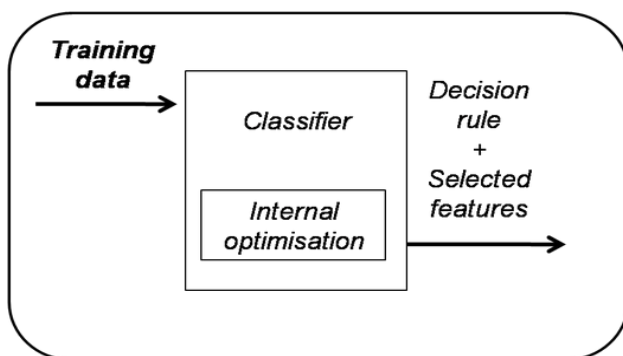 Training
data
Classifier
Internal
optimisation
Decision
rule
+
Selected
features